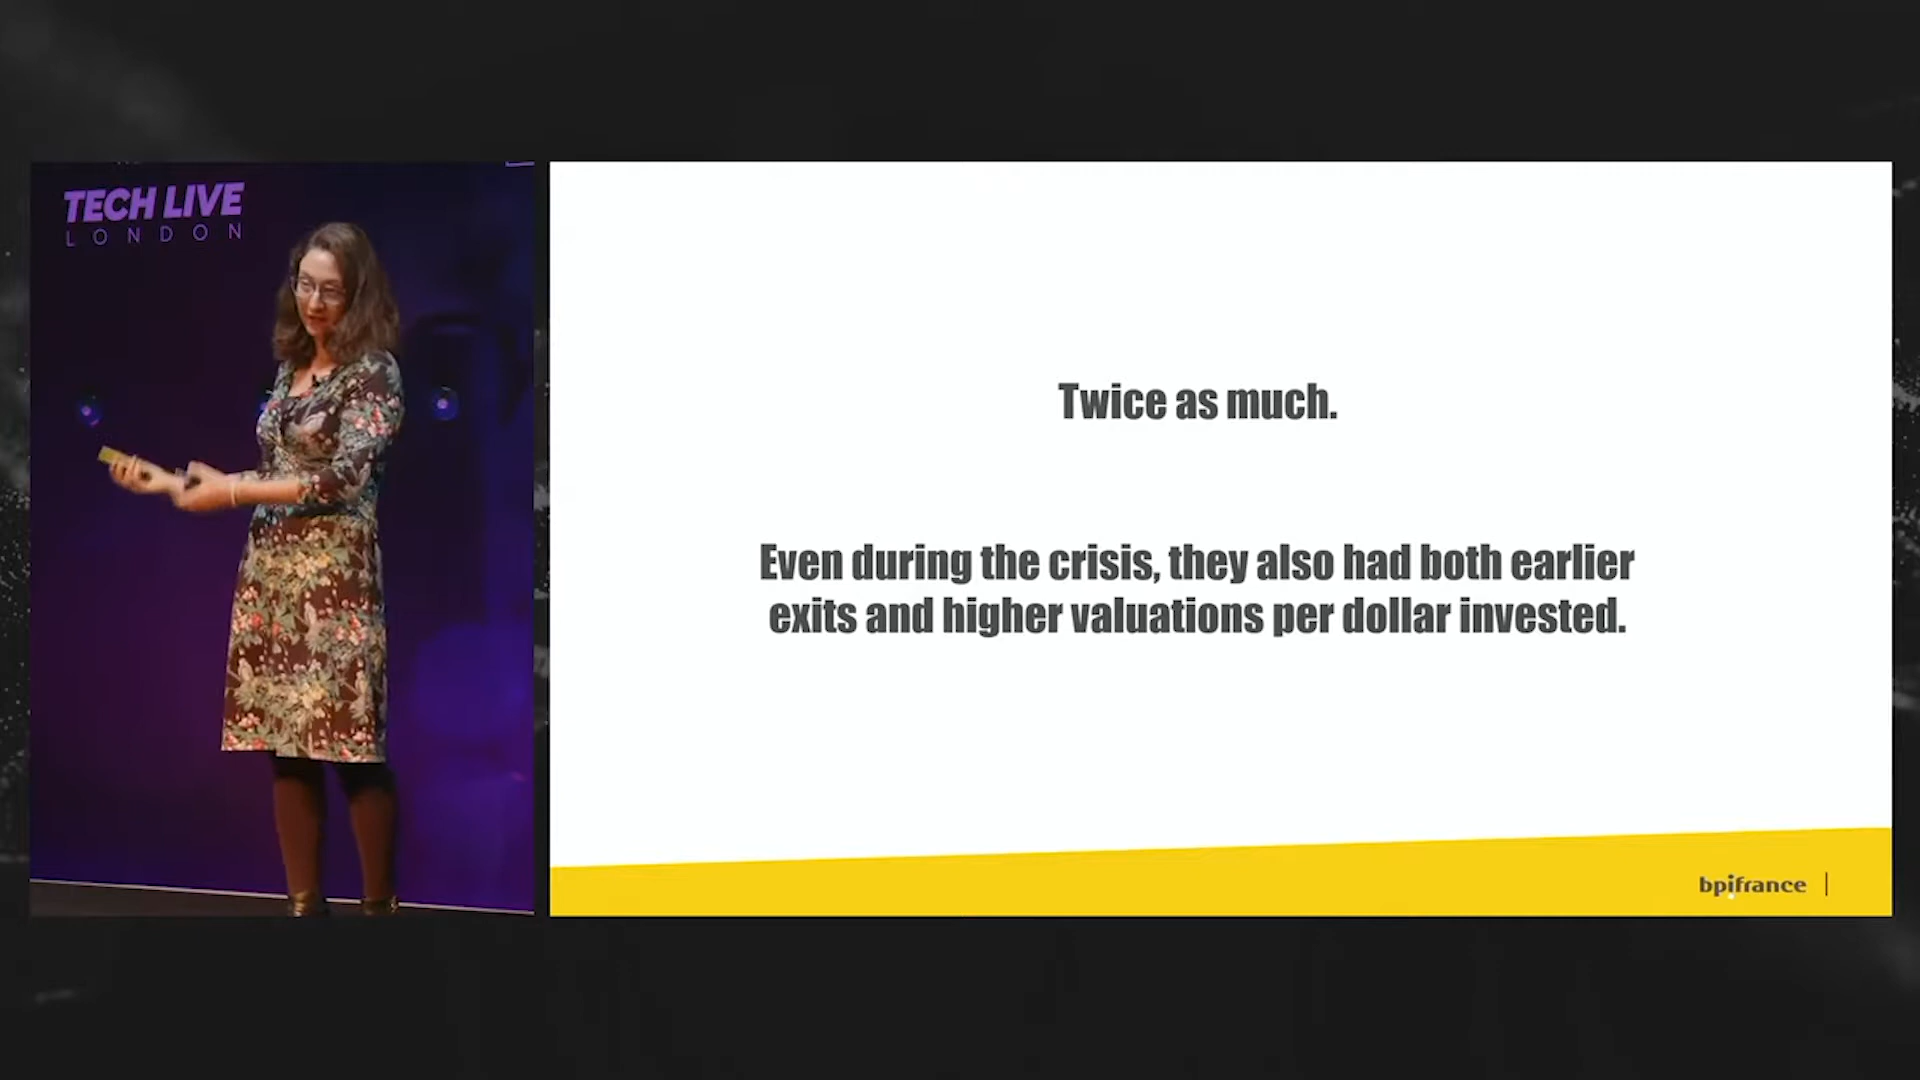 TECH LIVE
LONDON
Twice as much.
Even during the crisis, they also had both earlier
exits and higher valuations per dollar invested.
bpifrance